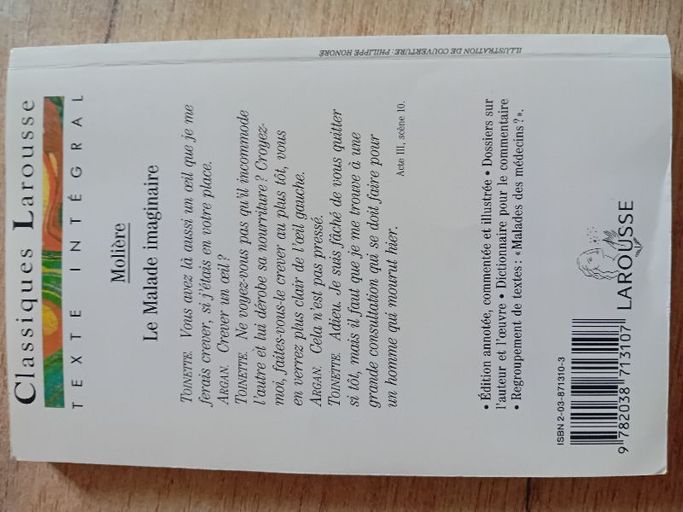 Classiques Larousse
TEXTE INTÉGRAL
Molière
Le Malade imaginaire
TOINETTE. Vous avez là aussi un œil que je me
ferais crever, si j'étais en votre place.
ARGAN. Crever un œil ?
TOINETTE. Ne voyez-vous pas qu'il incommode
l'autre et lui dérobe sa nourriture ? Croyez-
moi, faites-vous-le crever au plus tôt, vous
en verrez plus clair de l'œil gauche.
ARGAN. Cela n'est pas pressé.
TOINETTE. Adieu. Je suis fâché de vous quitter
si tôt, mais il faut que je me trouve à une
grande consultation qui se doit faire pour
un homme qui mourut hier.
Acte III, scène 10.
• Édition annotée, commentée et illustrée • Dossiers sur
l'auteur et l'œuvre • Dictionnaire pour le commentaire
• Regroupement de textes : « Malades des médecins ? ».
ISBN 2-03-871310-3
9 782038 713107
LAROUSSE
ILLUSTRATION DE COUVERTURE : PHILIPPE HONORÉ